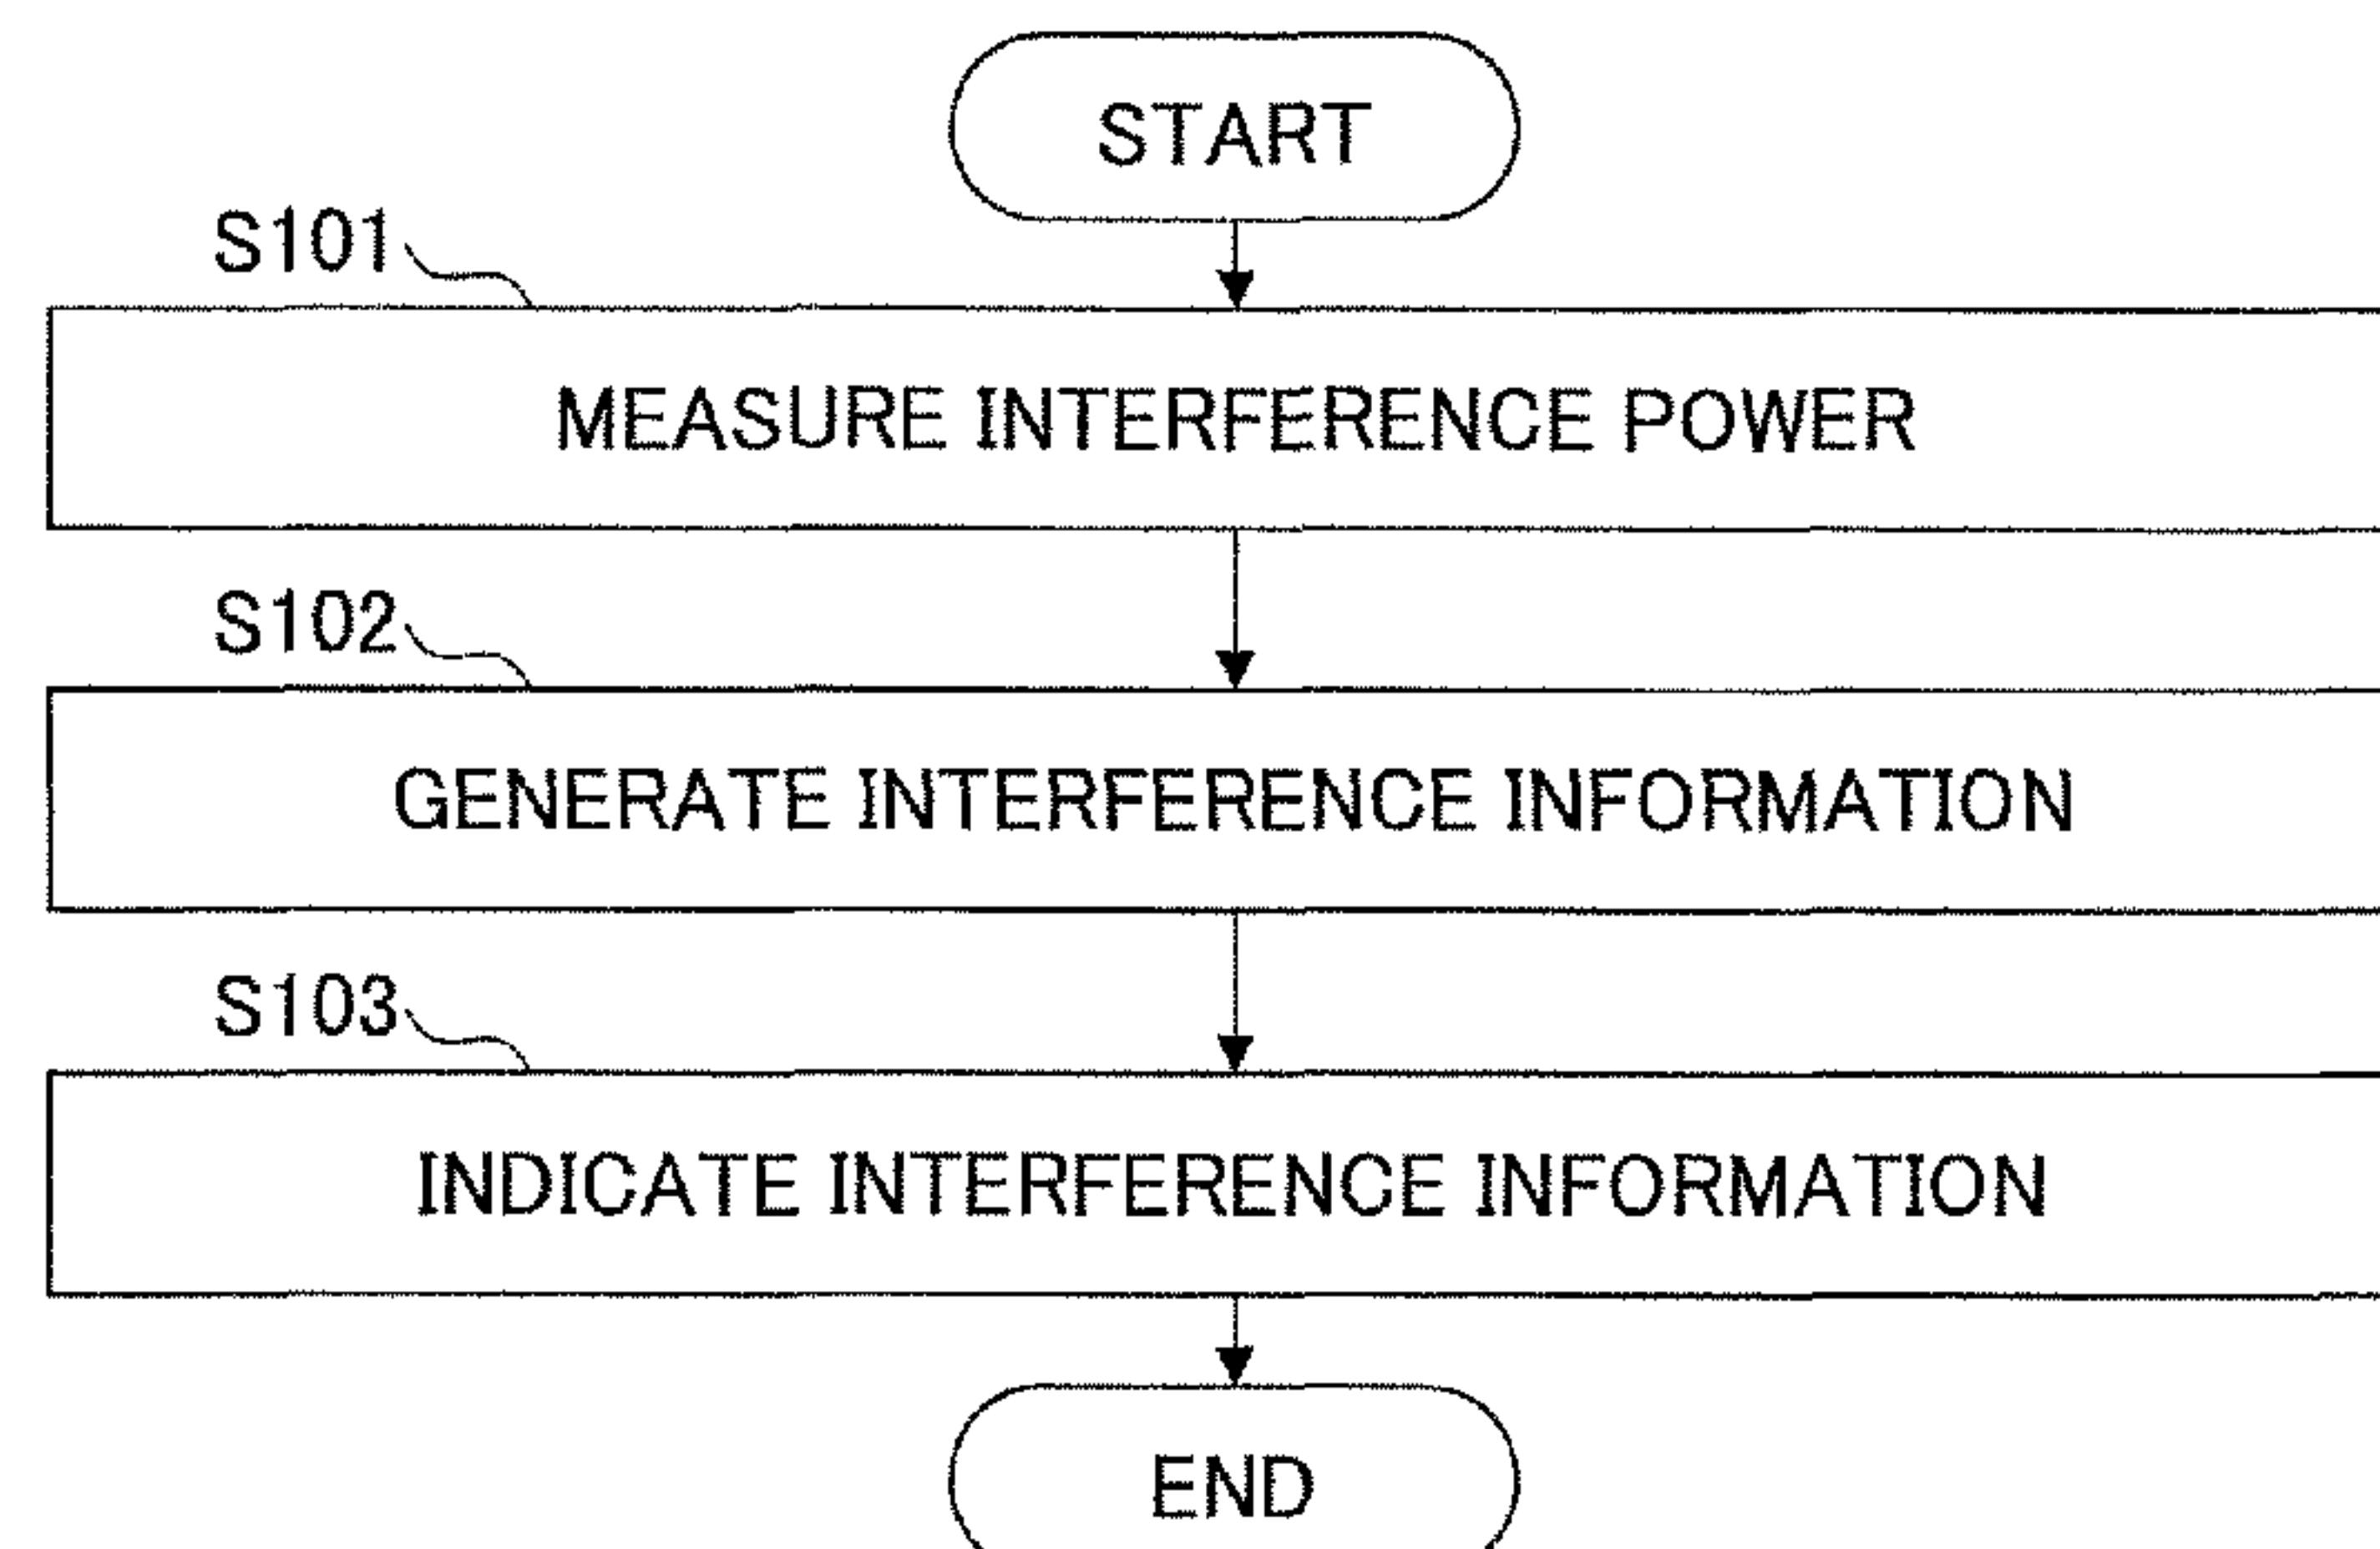 START
S101
MEASURE INTERFERENCE POWER
S102
GENERATE INTERFERENCE INFORMATION
S103
INDICATE INTERFERENCE INFORMATION
END